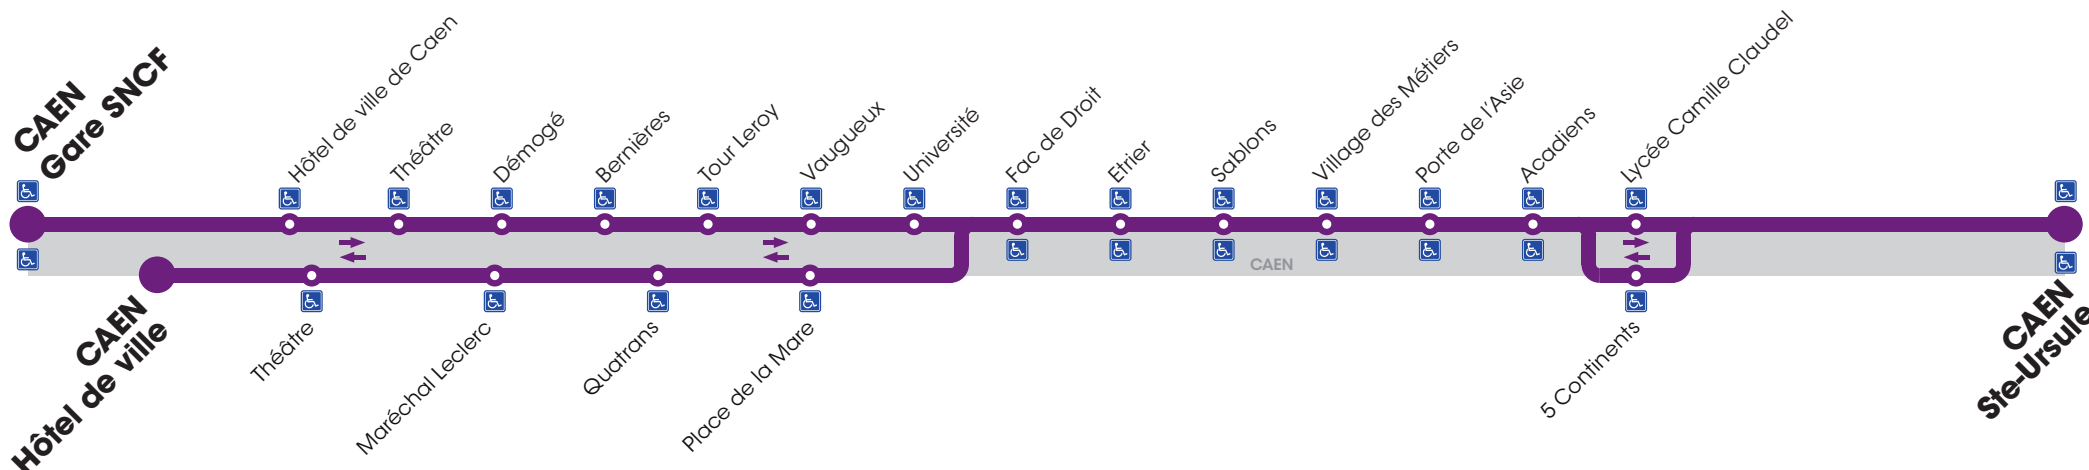 CAEN
Gare SNCF
Hôtel de ville de Caen
Théâtre
Démogé
Bernières
Tour Leroy
Vaugueux
Université
Fac de Droit
Etrier
Sablons
Village des Métiers
Porte de l'Asie
Acadiens
Lycée Camille Claudel
CAEN
CAEN
Hôtel de ville
Théâtre
Maréchal Leclerc
Quatrans
Place de la Mare
5 Continents
CAEN
Ste-Ursule